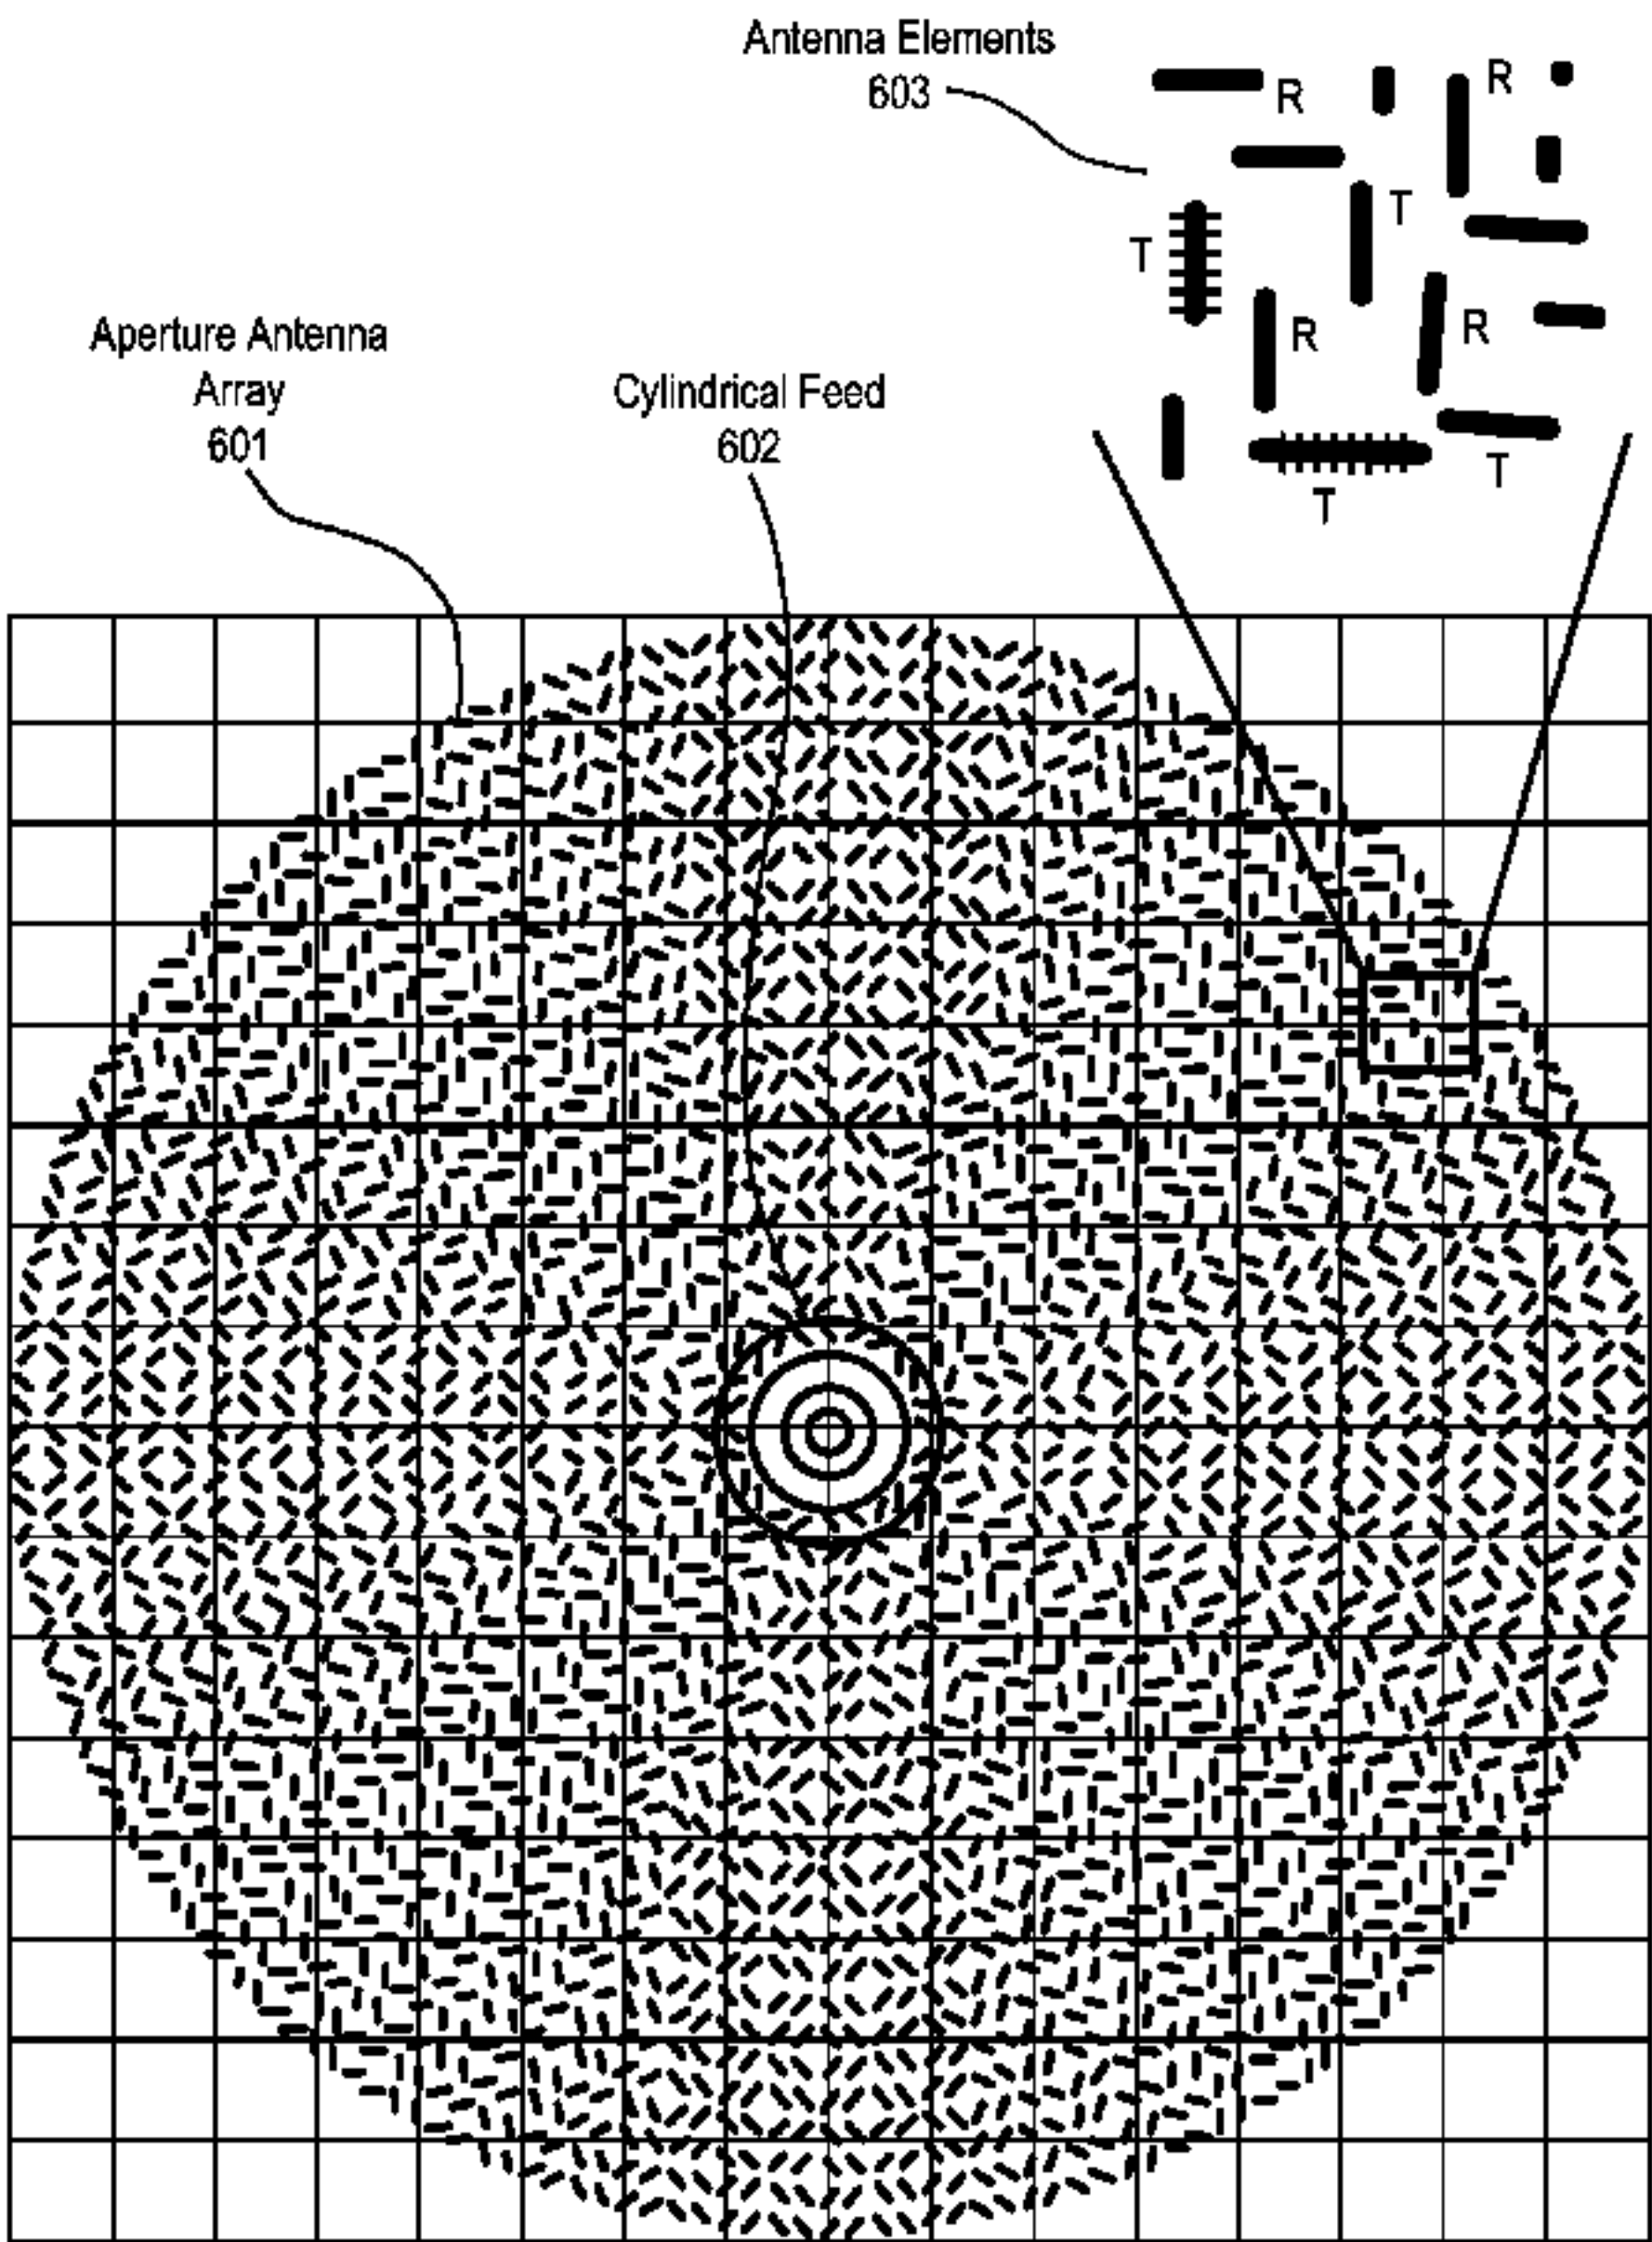 Antenna Elements
603
R
R
T
T
R
R
T
T
Aperture Antenna
Array
601
Cylindrical Feed
602